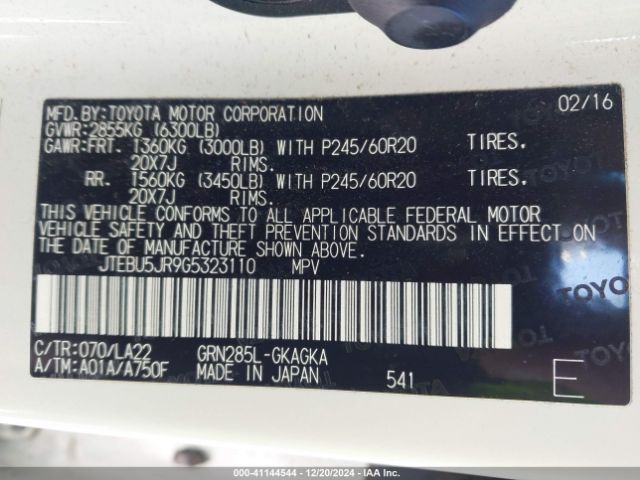 MFD.BY:TOYOTA MOTOR CORPORATION 02/16
GVWR:2855KG (6300LB)
GAWR:FRT. 1360KG (3000LB) WITH P245/60R20 TIRES.
20X7J RIMS.
RR. 1560KG (3450LB) WITH P245/60R20 TIRES.
20X7J RIMS.
THIS VEHICLE CONFORMS TO ALL APPLICABLE FEDERAL MOTOR
VEHICLE SAFETY AND THEFT PREVENTION STANDARDS IN EFFECT ON
THE DATE OF MANUFACTURE SHOWN ABOVE.
JTEBU5JR9G5323110 MPV
TOYOTA
C/TR:070/LA22 GRN285L-GKAGKA
A/TM:A01A/A750F MADE IN JAPAN 541 E
000-41144544 | 12/20/2024 | IAA Inc.